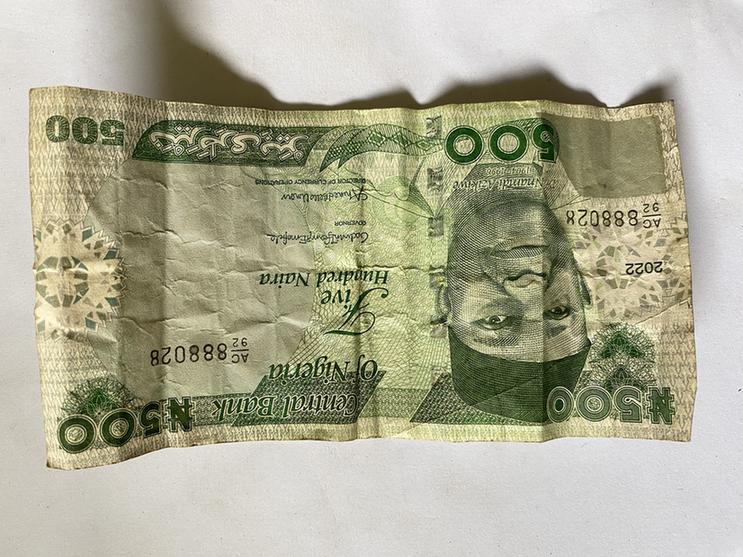 ₦500
₦500
Central Bank
Of Nigeria
AC
92 888028
Five
Hundred Naira
2022
GOVERNOR
AC
92 888028
DIRECTOR OF CURRENCY OPERATIONS
Nnamdi Azikiwe
500
500